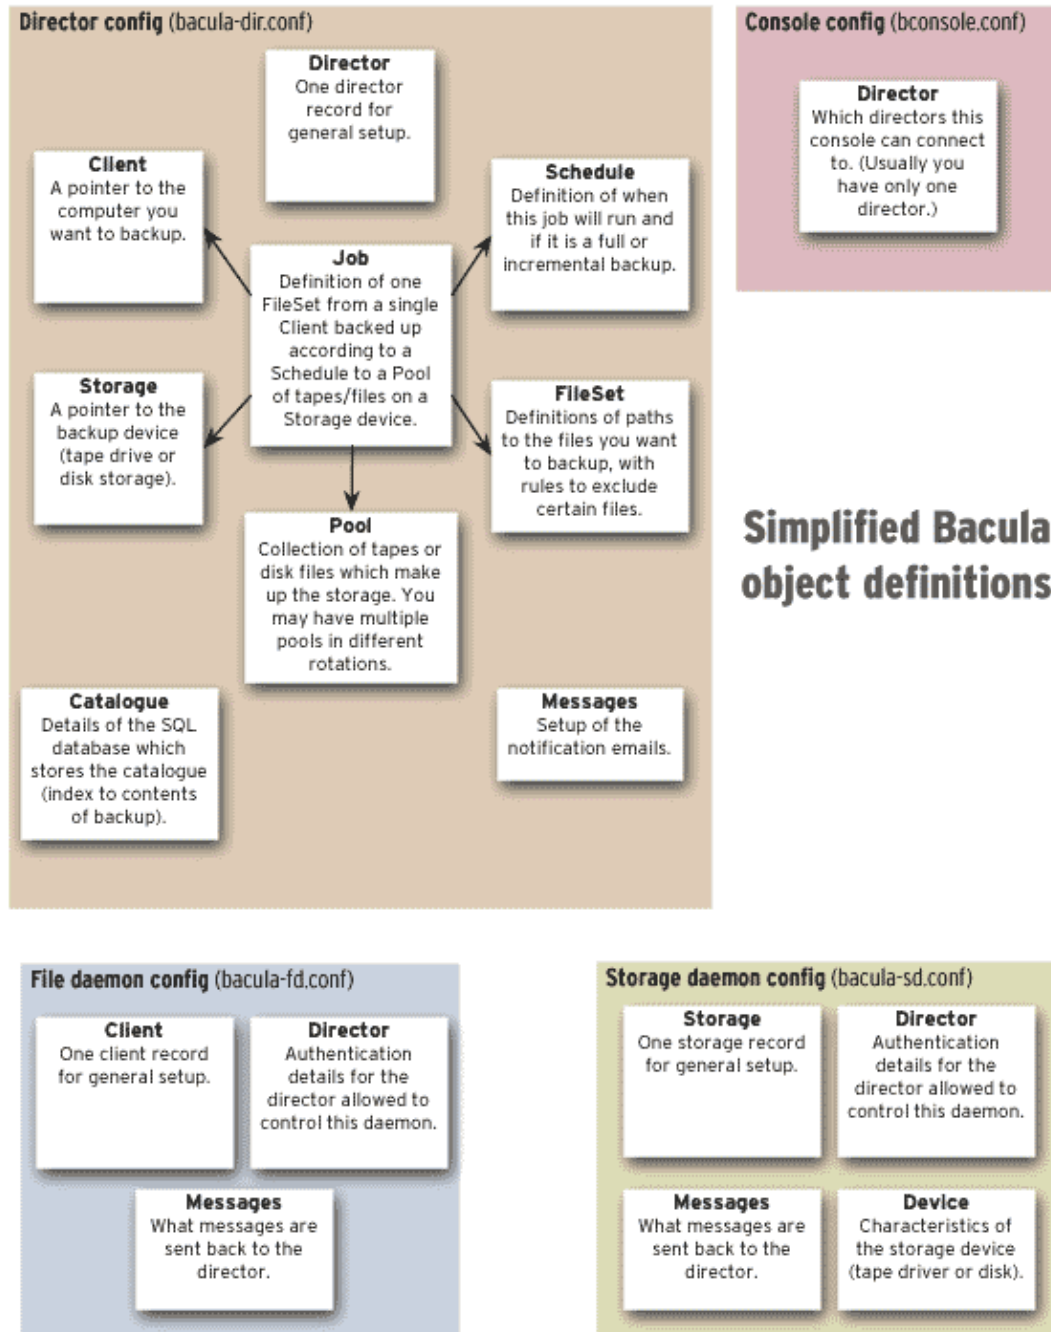 Director config (bacula-dir.conf)
Director
One director
record for
general setup.
Client
A pointer to the
computer you
want to backup.
Schedule
Definition of when
this job will run and
if it is a full or
incremental backup.
Job
Definition of one
FileSet from a single
Client backed up
according to a
Schedule to a Pool
of tapes/files on a
Storage device.
Storage
A pointer to the
backup device
(tape drive or
disk storage).
FileSet
Definitions of paths
to the files you want
to backup, with
rules to exclude
certain files.
Pool
Collection of tapes or
disk files which make
up the storage. You
may have multiple
pools in different
rotations.
Catalogue
Details of the SQL
database which
stores the catalogue
(index to contents
of backup).
Messages
Setup of the
notification emails.
Console config (bconsole.conf)
Director
Which directors this
console can connect
to. (Usually you
have only one
director.)
Simplified Bacula
object definitions
File daemon config (bacula-fd.conf)
Client
One client record
for general setup.
Director
Authentication
details for the
director allowed to
control this daemon.
Messages
What messages are
sent back to the
director.
Storage daemon config (bacula-sd.conf)
Storage
One storage record
for general setup.
Director
Authentication
details for the
director allowed to
control this daemon.
Messages
What messages are
sent back to the
director.
Device
Characteristics of
the storage device
(tape driver or disk).